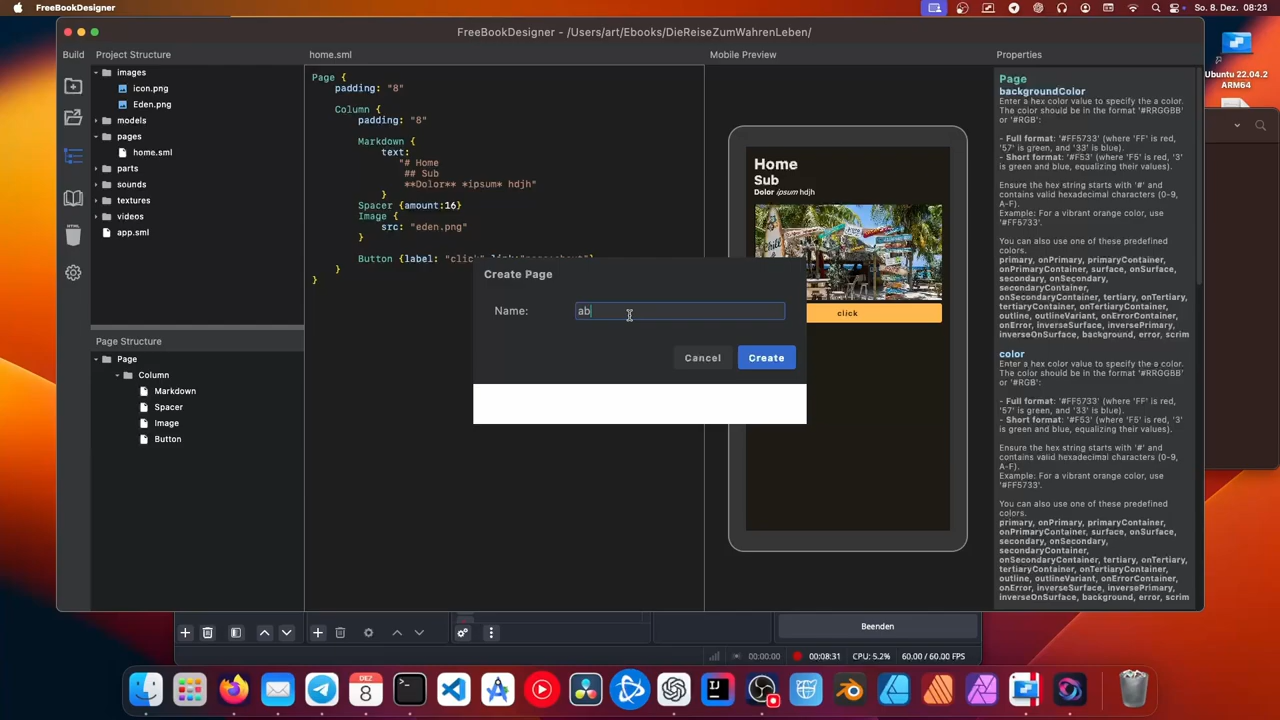 FreeBookDesigner
So. 8. Dez. 08:23
FreeBookDesigner - /Users/art/Ebooks/DieReiseZumWahrenLeben/
Build
Project Structure
home.sml
Mobile Preview
Properties
images
icon.png
Eden.png
models
pages
home.sml
parts
sounds
textures
videos
app.sml
Page Structure
Page
Column
Markdown
Spacer
Image
Button
Page {
padding: "8"
Column {
padding: "8"
Markdown {
text:
"# Home
## Sub
**Dolor** *ipsum* hdjh"
}
Spacer {amount:16}
Image {
src: "eden.png"
}
}
}
Create Page
Name:
ab
Cancel
Create
Home
Sub
Dolor ipsum hdjh
click
Page
backgroundColor
Enter a hex color value to specify the a color.
The color should be in the format '#RRGGBB'
or '#RGB':
- Full format: '#FF5733' (where 'FF' is red,
'57' is green, and '33' is blue).
- Short format: '#F53' (where 'F5' is red, '3'
is green and blue, equalizing their values).
Ensure the hex string starts with '#' and
contains valid hexadecimal characters (0-9,
A-F).
Example: For a vibrant orange color, use
'#FF5733'.
You can also use one of these predefined
colors.
primary, onPrimary, primaryContainer,
onPrimaryContainer, surface, onSurface,
secondary, onSecondary,
secondaryContainer,
onSecondaryContainer, tertiary, onTertiary,
tertiaryContainer, onTertiaryContainer,
outline, outlineVariant, onErrorContainer,
onError, inverseSurface, inversePrimary,
inverseOnSurface, background, error, scrim
color
Enter a hex color value to specify the a color.
The color should be in the format '#RRGGBB'
or '#RGB':
- Full format: '#FF5733' (where 'FF' is red,
'57' is green, and '33' is blue).
- Short format: '#F53' (where 'F5' is red, '3'
is green and blue, equalizing their values).
Ensure the hex string starts with '#' and
contains valid hexadecimal characters (0-9,
A-F).
Example: For a vibrant orange color, use
'#FF5733'.
You can also use one of these predefined
colors.
primary, onPrimary, primaryContainer,
onPrimaryContainer, surface, onSurface,
secondary, onSecondary,
secondaryContainer,
onSecondaryContainer, tertiary, onTertiary,
tertiaryContainer, onTertiaryContainer,
outline, outlineVariant, onErrorContainer,
onError, inverseSurface, inversePrimary,
inverseOnSurface, background, error, scrim
Ubuntu 22.04.2
ARM64
Beenden
00:00:00
00:08:31
CPU: 5.2%
60.00 / 60.00 FPS
DEZ
8